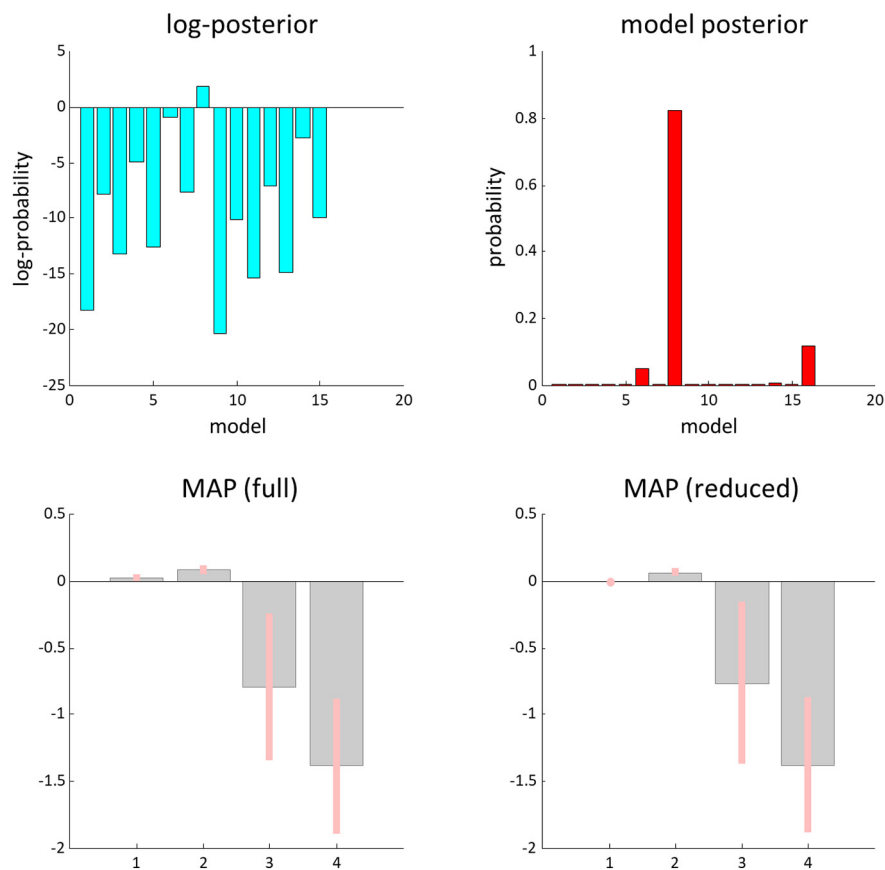 log-posterior
5
0
-5
-10
-15
-20
-25
log-probability
0 5 10 15 20
model
model posterior
1
0.8
0.6
0.4
0.2
0
probability
0 5 10 15 20
model
MAP (full)
0.5
0
-0.5
-1
-1.5
-2
1 2 3 4
MAP (reduced)
0.5
0
-0.5
-1
-1.5
-2
1 2 3 4